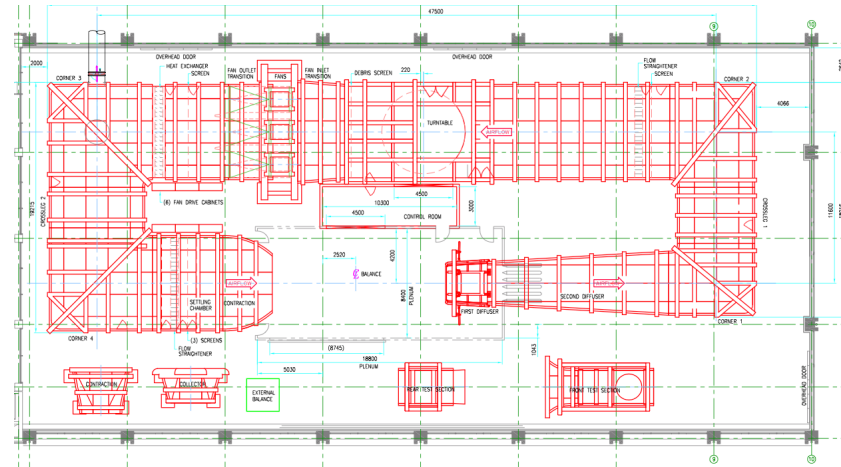 47500
9
10
OVERHEAD DOOR
OVERHEAD DOOR
2000
HEAT EXCHANGER
SCREEN
FAN OUTLET
TRANSITION
FANS
FAN INLET
TRANSITION
DEBRIS SCREEN
220
FLOW
STRAIGHTENER
SCREEN
CORNER 3
CORNER 2
4066
TURNTABLE
AIRFLOW
(6) FAN DRIVE CABINETS
4500
10300
4500
CONTROL ROOM
3000
CROSSLEG 2
19215
CROSSLEG 1
11600
2520
BALANCE
4200
8400
PLENUM
AIRFLOW
AIRFLOW
SETTLING
CHAMBER
CONTRACTION
FIRST DIFFUSER
SECOND DIFFUSER
CORNER 4
(3) SCREENS
FLOW
STRAIGHTENER
CORNER 1
(8745)
18800
PLENUM
5030
1043
CONTRACTION
COLLECTOR
EXTERNAL
BALANCE
REAR TEST SECTION
FRONT TEST SECTION
OVERHEAD DOOR
9
10